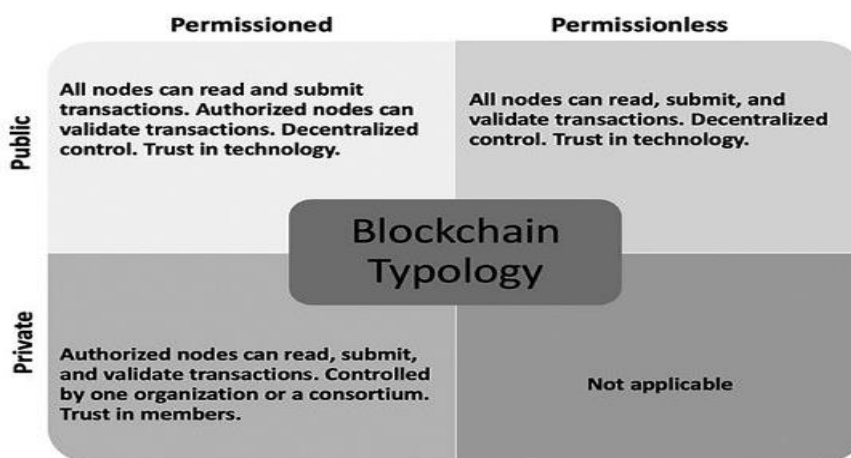 Permissioned
Permissionless
Public
All nodes can read and submit
transactions. Authorized nodes can
validate transactions. Decentralized
control. Trust in technology.
All nodes can read, submit, and
validate transactions. Decentralized
control. Trust in technology.
Blockchain
Typology
Private
Authorized nodes can read, submit,
and validate transactions. Controlled
by one organization or a consortium.
Trust in members.
Not applicable